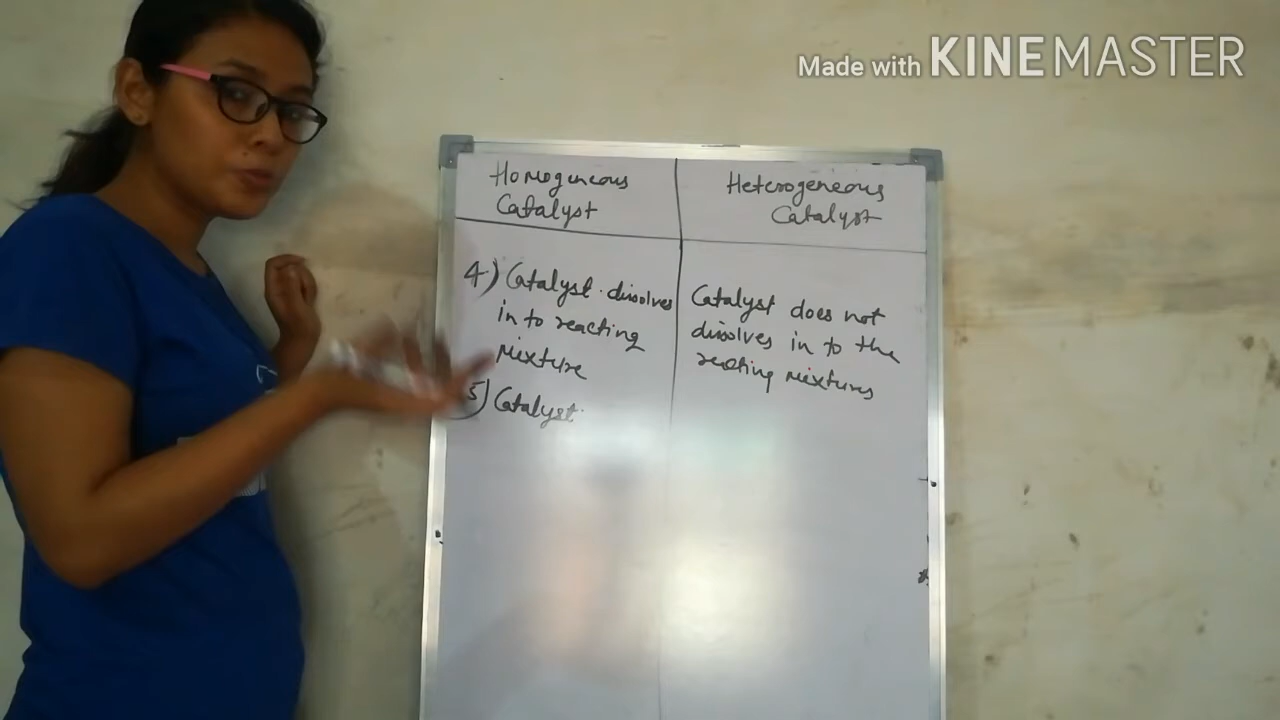 Made with KINEMASTER
Homogeneous
Catalyst
Heterogeneous
Catalyst
4) Catalyst dissolves
in to reacting
Mixture
5) Catalyst
Catalyst does not
dissolves in to the
reacting mixtures